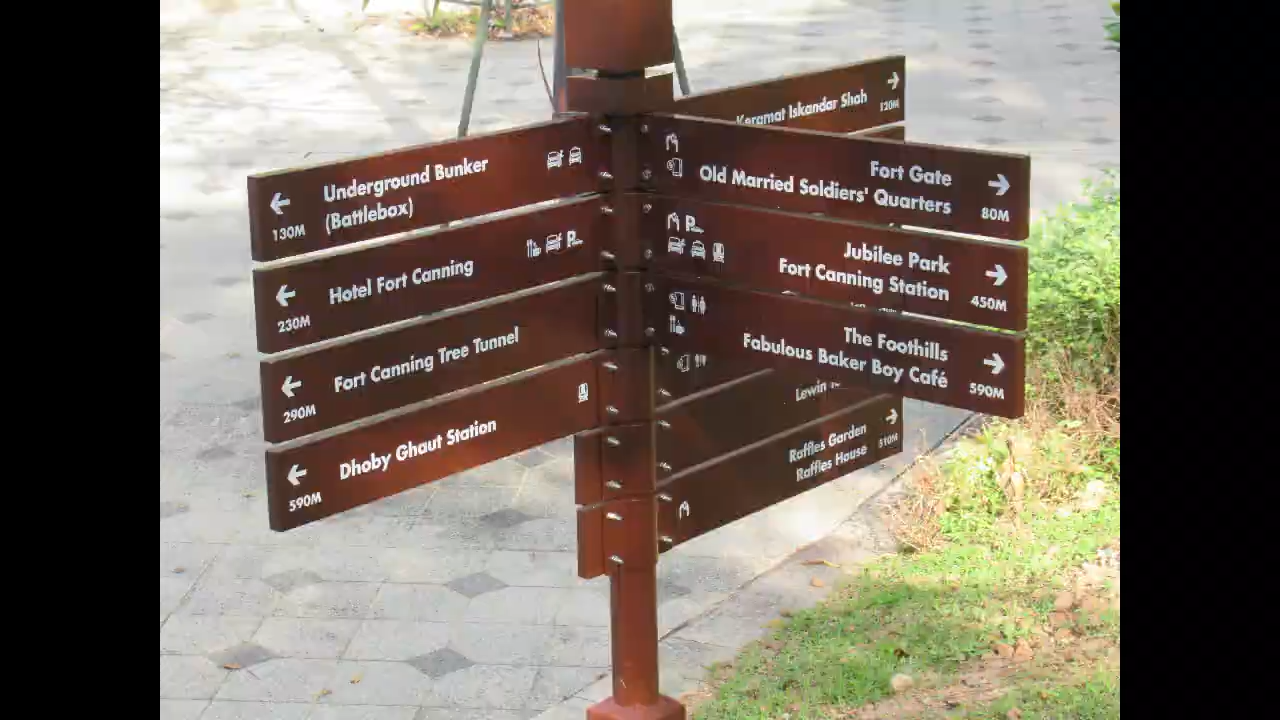 Underground Bunker
(Battlebox)
130M
Hotel Fort Canning
230M
Fort Canning Tree Tunnel
290M
Dhoby Ghaut Station
590M
Keramat Iskandar Shah
120M
Fort Gate
Old Married Soldiers' Quarters
80M
Jubilee Park
Fort Canning Station
450M
The Foothills
Fabulous Baker Boy Café
590M
Lewin
Raffles Garden
Raffles House
510M